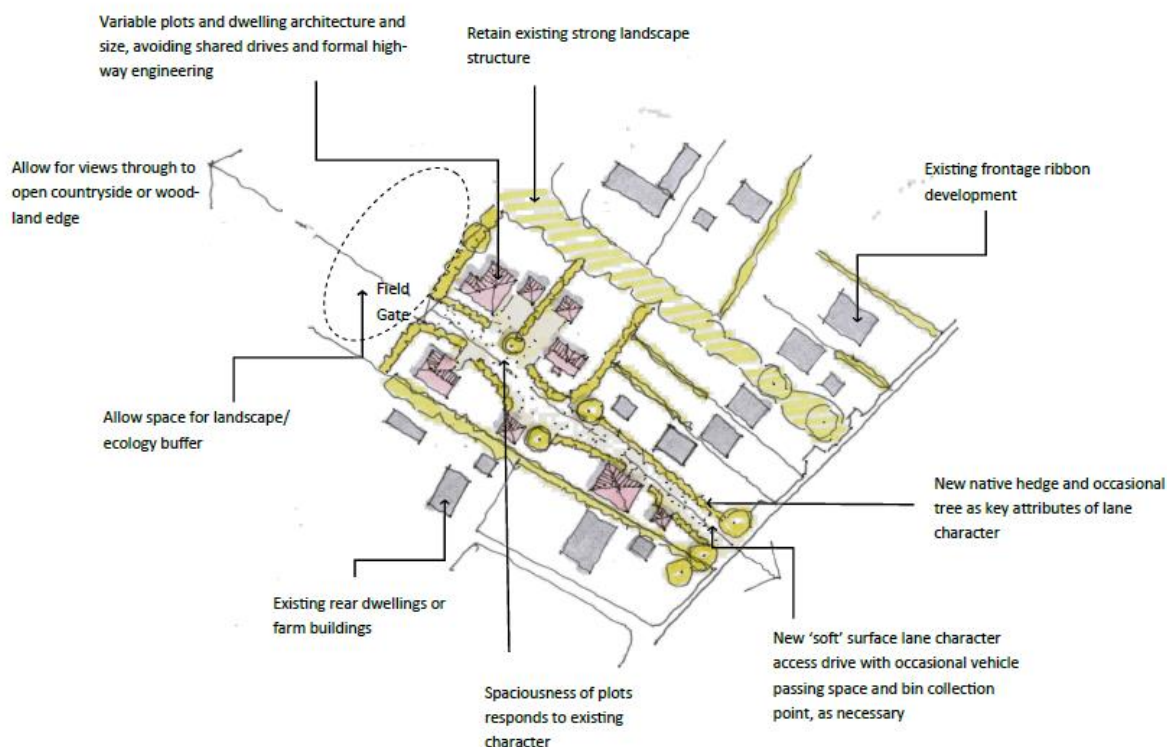 Variable plots and dwelling architecture and
size, avoiding shared drives and formal high-
way engineering
Retain existing strong landscape
structure
Allow for views through to
open countryside or wood-
land edge
Existing frontage ribbon
development
Field
Gate
Allow space for landscape/
ecology buffer
New native hedge and occasional
tree as key attributes of lane
character
Existing rear dwellings or
farm buildings
New ‘soft’ surface lane character
access drive with occasional vehicle
passing space and bin collection
point, as necessary
Spaciousness of plots
responds to existing
character